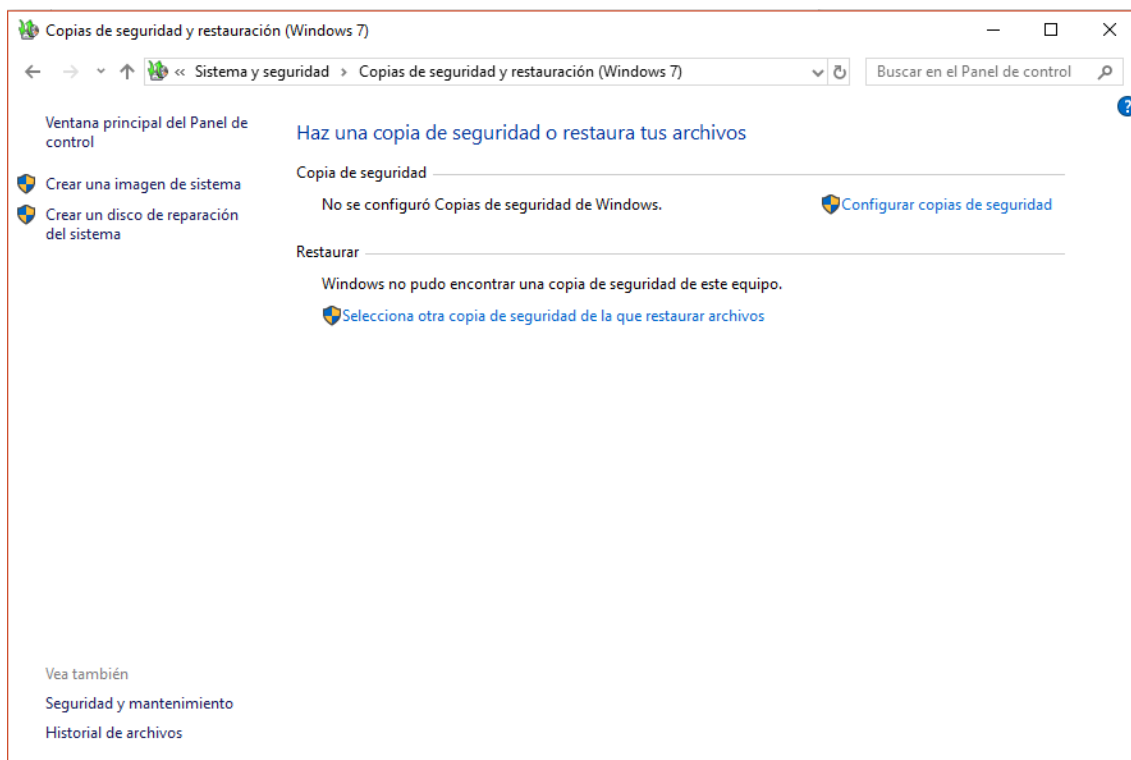 Copias de seguridad y restauración (Windows 7)
« Sistema y seguridad > Copias de seguridad y restauración (Windows 7)
Buscar en el Panel de control
?
Ventana principal del Panel de
control
Crear una imagen de sistema
Crear un disco de reparación
del sistema
Haz una copia de seguridad o restaura tus archivos
Copia de seguridad
No se configuró Copias de seguridad de Windows.
Configurar copias de seguridad
Restaurar
Windows no pudo encontrar una copia de seguridad de este equipo.
Selecciona otra copia de seguridad de la que restaurar archivos
Vea también
Seguridad y mantenimiento
Historial de archivos